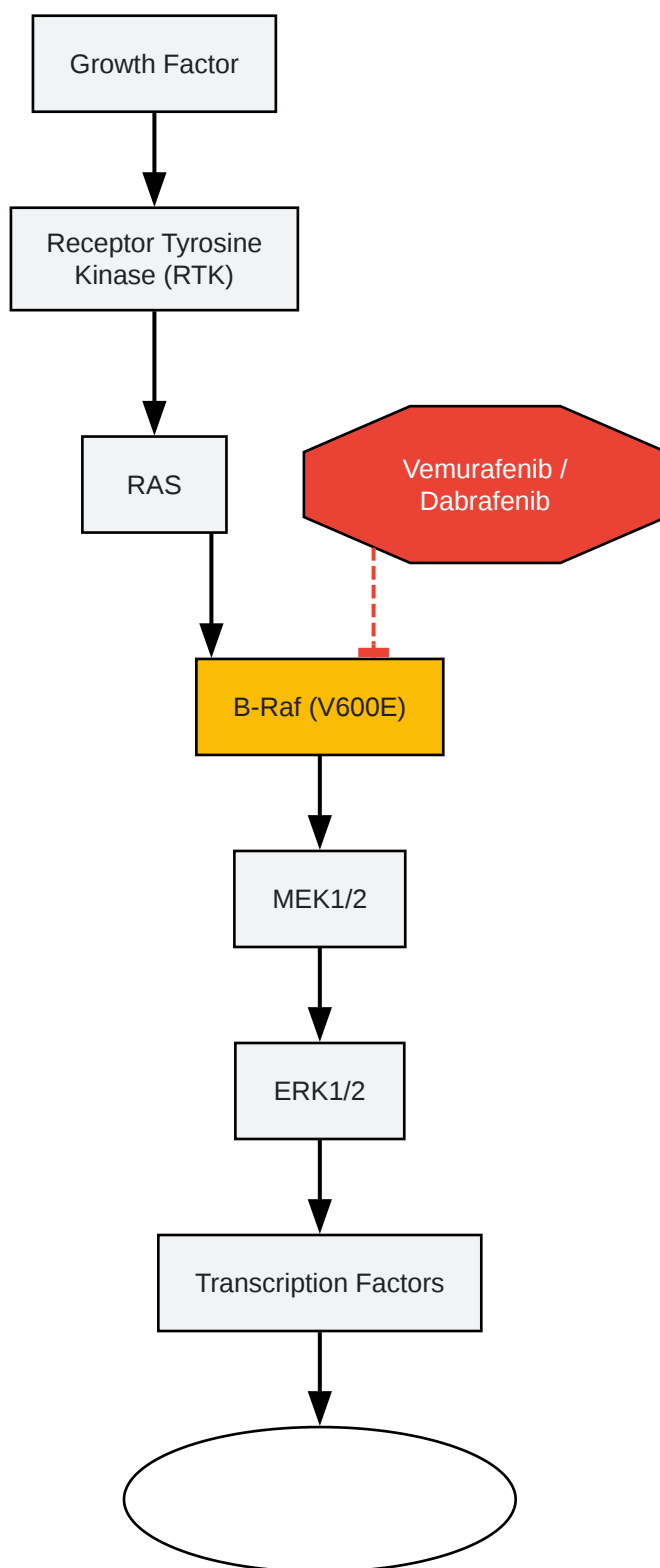 Growth Factor
Receptor Tyrosine
Kinase (RTK)
RAS
Vemurafenib /
Dabrafenib
B-Raf (V600E)
MEK1/2
ERK1/2
Transcription Factors